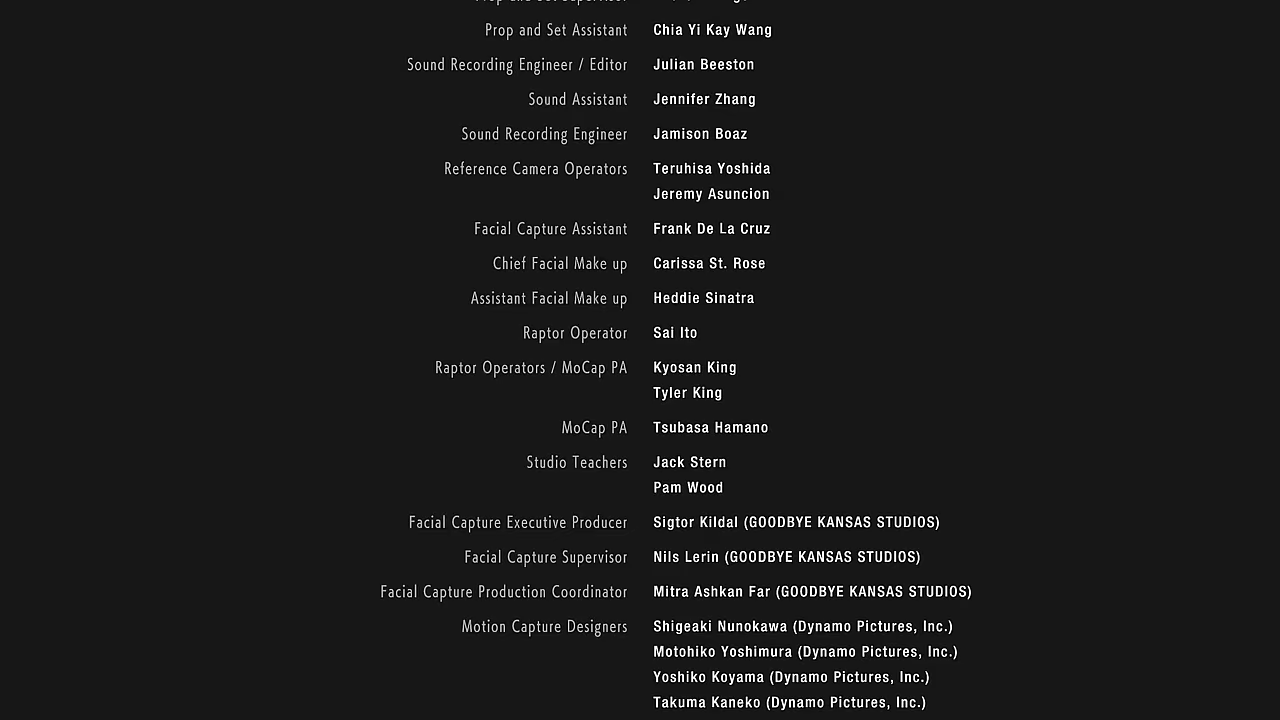 Prop and Set Assistant Chia Yi Kay Wang
Sound Recording Engineer / Editor Julian Beeston
Sound Assistant Jennifer Zhang
Sound Recording Engineer Jamison Boaz
Reference Camera Operators Teruhisa Yoshida
Jeremy Asuncion
Facial Capture Assistant Frank De La Cruz
Chief Facial Make up Carissa St. Rose
Assistant Facial Make up Heddie Sinatra
Raptor Operator Sai Ito
Raptor Operators / MoCap PA Kyosan King
Tyler King
MoCap PA Tsubasa Hamano
Studio Teachers Jack Stern
Pam Wood
Facial Capture Executive Producer Sigtor Kildal (GOODBYE KANSAS STUDIOS)
Facial Capture Supervisor Nils Lerin (GOODBYE KANSAS STUDIOS)
Facial Capture Production Coordinator Mitra Ashkan Far (GOODBYE KANSAS STUDIOS)
Motion Capture Designers Shigeaki Nunokawa (Dynamo Pictures, Inc.)
Motohiko Yoshimura (Dynamo Pictures, Inc.)
Yoshiko Koyama (Dynamo Pictures, Inc.)
Takuma Kaneko (Dynamo Pictures, Inc.)